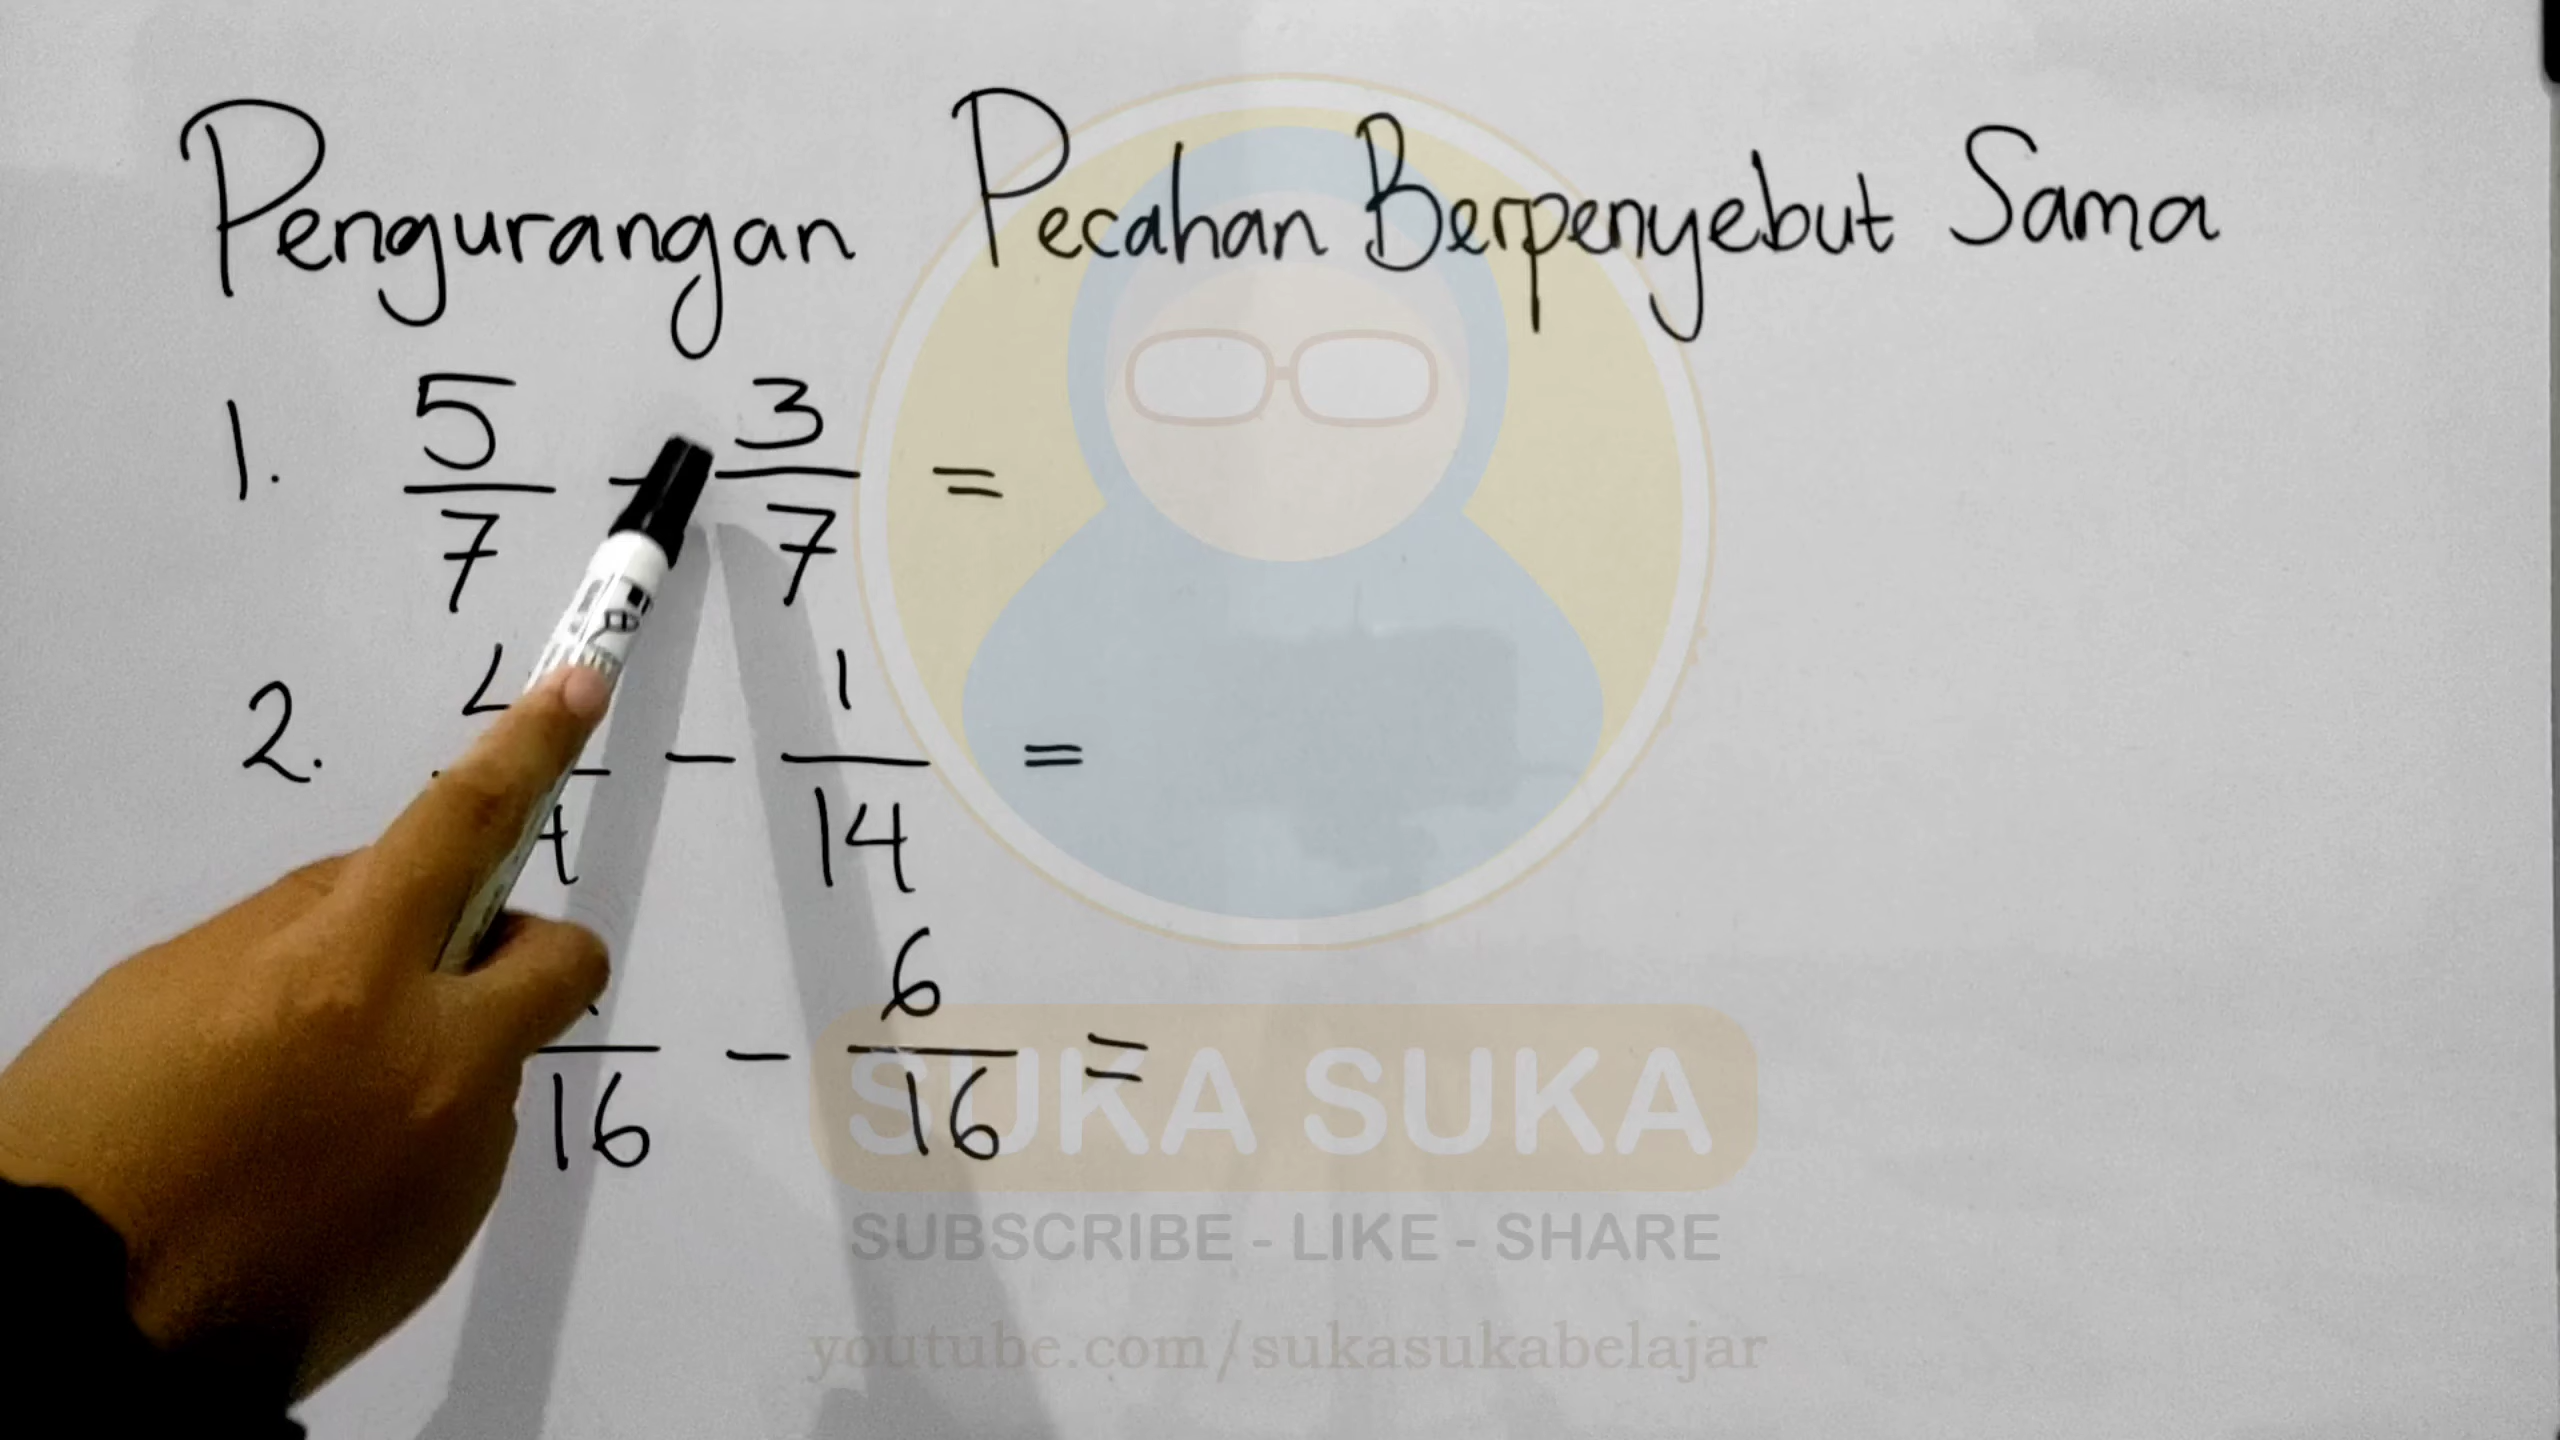 Pengurangan Pecahan Berpenyebut Sama
1. 5/7 - 3/7 =
2. - 1/14 =
/16 - 6/16 =
SUKA SUKA
SUBSCRIBE - LIKE - SHARE
youtube.com/sukasukabelajar